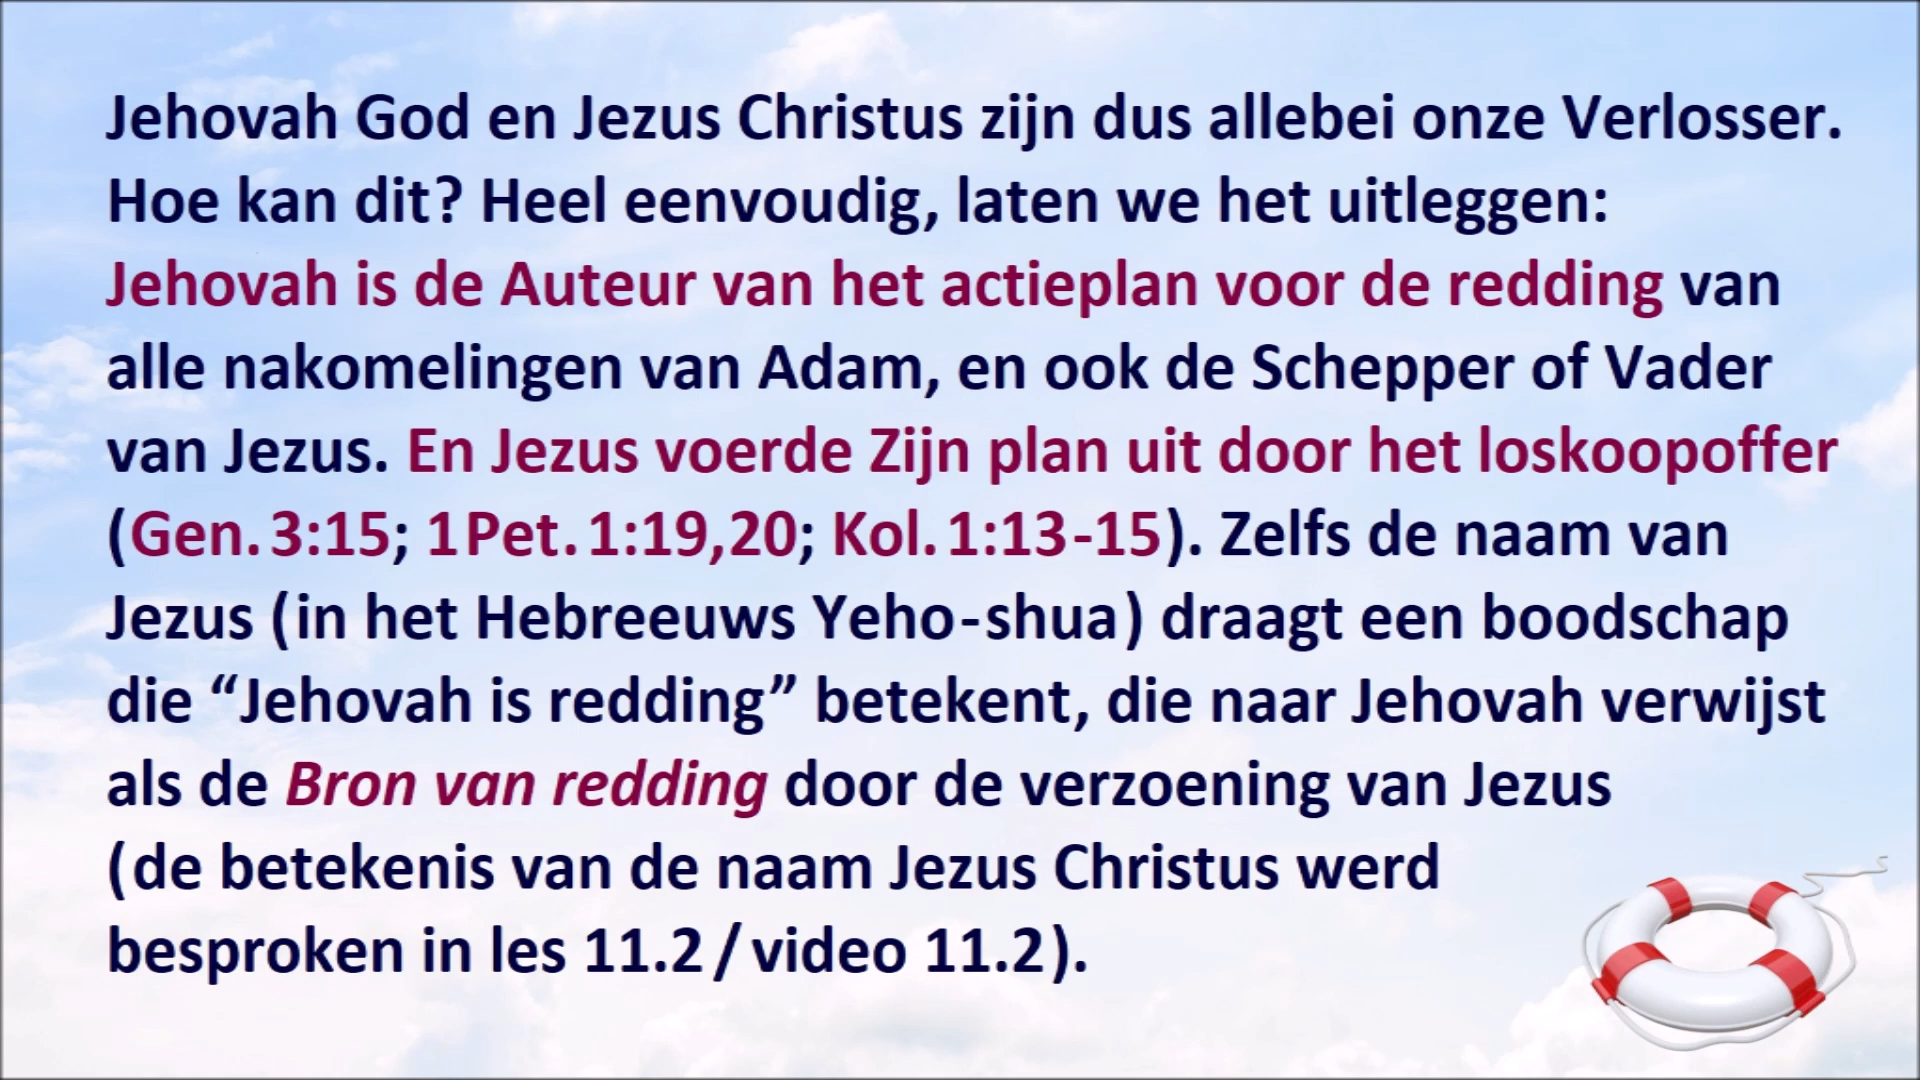 Jehovah God en Jezus Christus zijn dus allebei onze Verlosser.
Hoe kan dit? Heel eenvoudig, laten we het uitleggen:
Jehovah is de Auteur van het actieplan voor de redding van
alle nakomelingen van Adam, en ook de Schepper of Vader
van Jezus. En Jezus voerde Zijn plan uit door het loskoopoffer
(Gen. 3:15; 1 Pet. 1:19,20; Kol. 1:13-15). Zelfs de naam van
Jezus (in het Hebreeuws Yeho-shua) draagt een boodschap
die “Jehovah is redding” betekent, die naar Jehovah verwijst
als de Bron van redding door de verzoening van Jezus
(de betekenis van de naam Jezus Christus werd
besproken in les 11.2 / video 11.2).